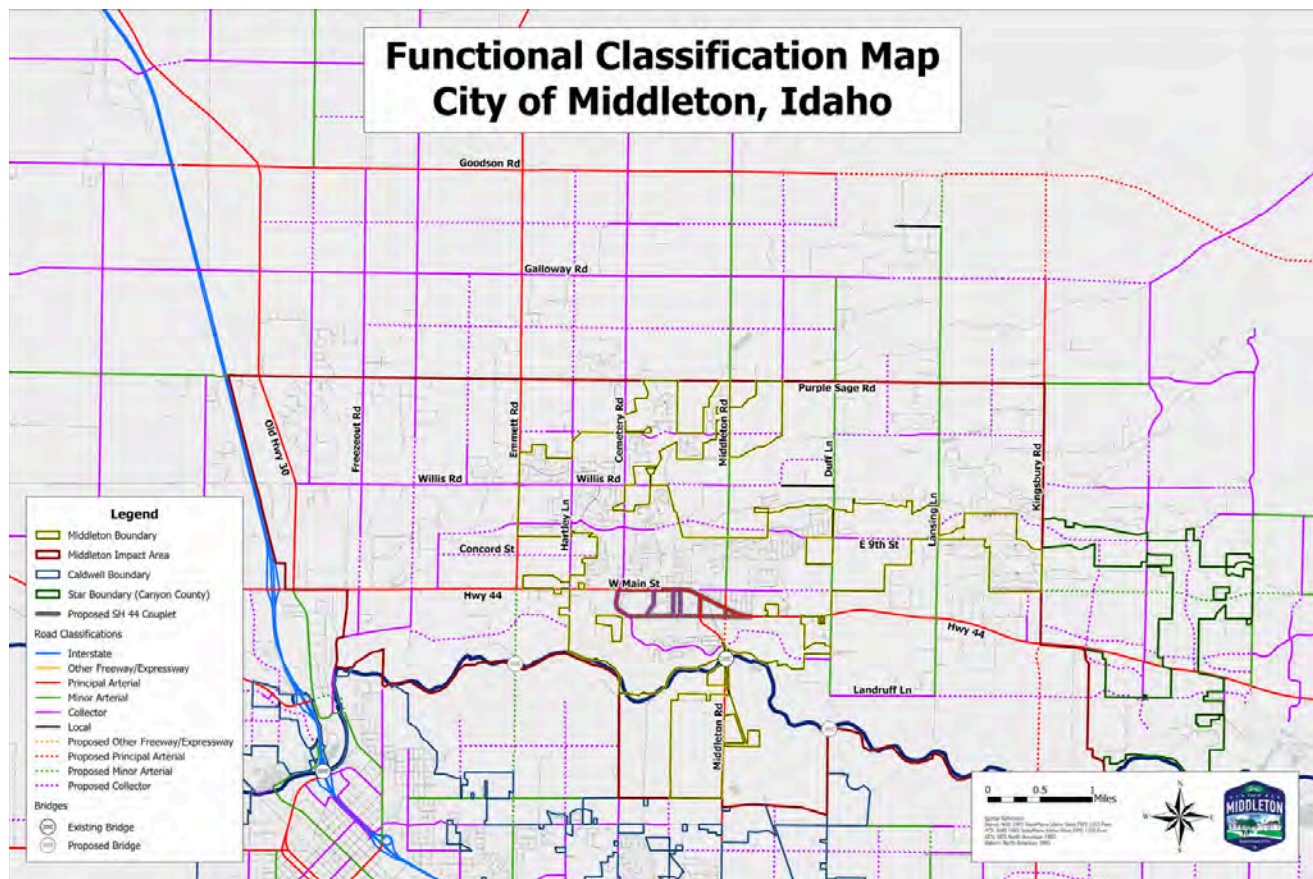 Functional Classification Map
City of Middleton, Idaho
Goodson Rd
Galloway Rd
Purple Sage Rd
Old Hwy 30
Freezeout Rd
Emmett Rd
Cemetery Rd
Middleton Rd
Duff Ln
Kingsbury Rd
Willis Rd
Willis Rd
Hartley Ln
Lansing Ln
Concord St
E 9th St
W Main St
Hwy 44
Hwy 44
Landruff Ln
Middleton Rd
Legend
Middleton Boundary
Middleton Impact Area
Caldwell Boundary
Star Boundary (Canyon County)
Proposed SH 44 Couplet
Road Classifications
Interstate
Other Freeway/Expressway
Principal Arterial
Minor Arterial
Collector
Local
Proposed Other Freeway/Expressway
Proposed Principal Arterial
Proposed Minor Arterial
Proposed Collector
Bridges
Existing Bridge
Proposed Bridge
0 0.5 1
Miles
N
W E
S
MIDDLETON